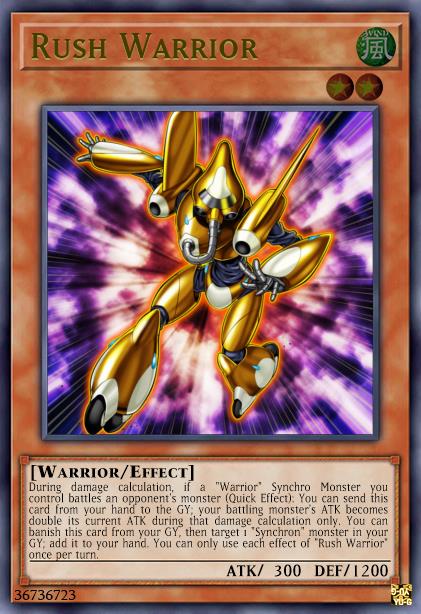 RUSH WARRIOR
WIND
風
[WARRIOR/EFFECT]
During damage calculation, if a "Warrior" Synchro Monster you
control battles an opponent's monster (Quick Effect): You can send this
card from your hand to the GY; your battling monster's ATK becomes
double its current ATK during that damage calculation only. You can
banish this card from your GY, then target 1 "Synchron" monster in your
GY; add it to your hand. You can only use each effect of "Rush Warrior"
once per turn.
ATK/ 300 DEF/1200
36736723